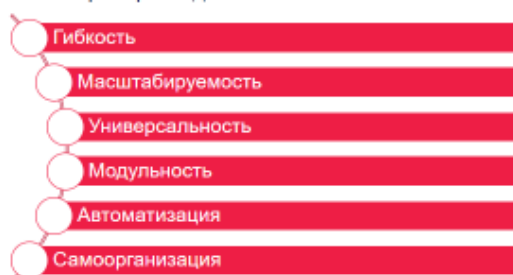 Гибкость
Масштабируемость
Универсальность
Модульность
Автоматизация
Самоорганизация